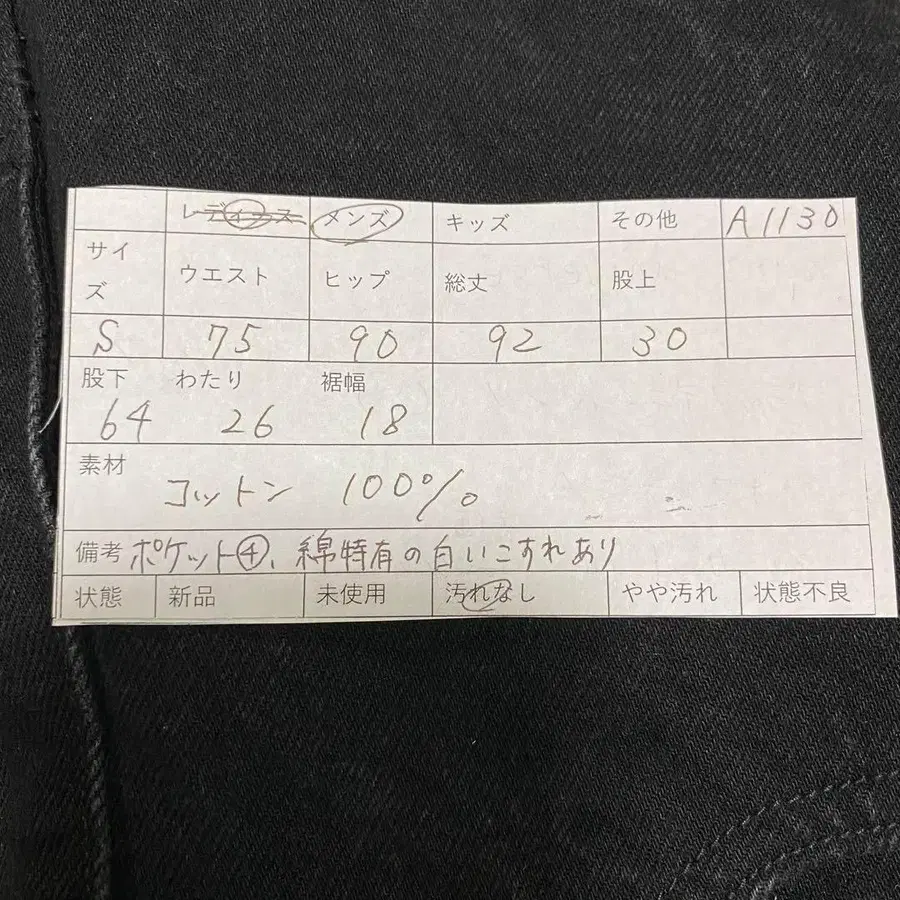 レディース メンズ キッズ その他 A1130
サイズ ウエスト ヒップ 総丈 股上
S 75 90 92 30
股下 わたり 裾幅
64 26 18
素材
コットン 100%
備考 ポケット④、綿特有の白いこすれあり
状態 新品 未使用 汚れなし やや汚れ 状態不良